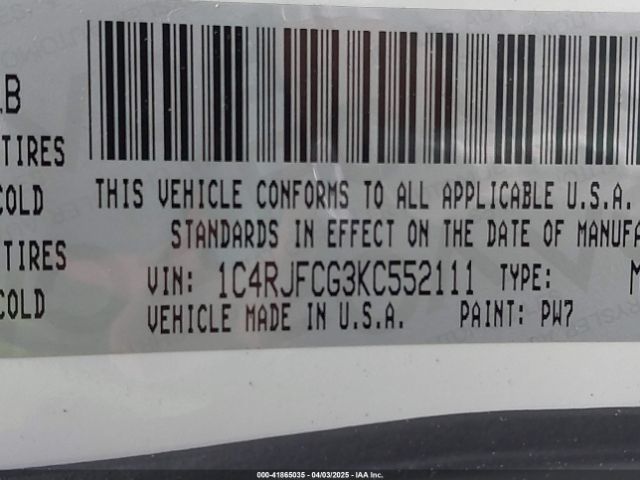 LB
TIRES
COLD
TIRES
COLD
THIS VEHICLE CONFORMS TO ALL APPLICABLE U.S.A.
STANDARDS IN EFFECT ON THE DATE OF MANUFA
VIN: 1C4RJFCG3KC552111 TYPE: M
VEHICLE MADE IN U.S.A. PAINT: PW7
000-41865035 - 04/03/2025 - IAA Inc.